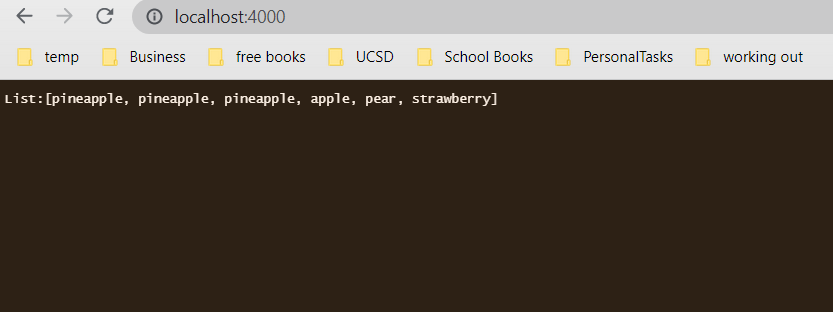 localhost:4000
temp Business free books UCSD School Books PersonalTasks working out
List:[pineapple, pineapple, pineapple, apple, pear, strawberry]